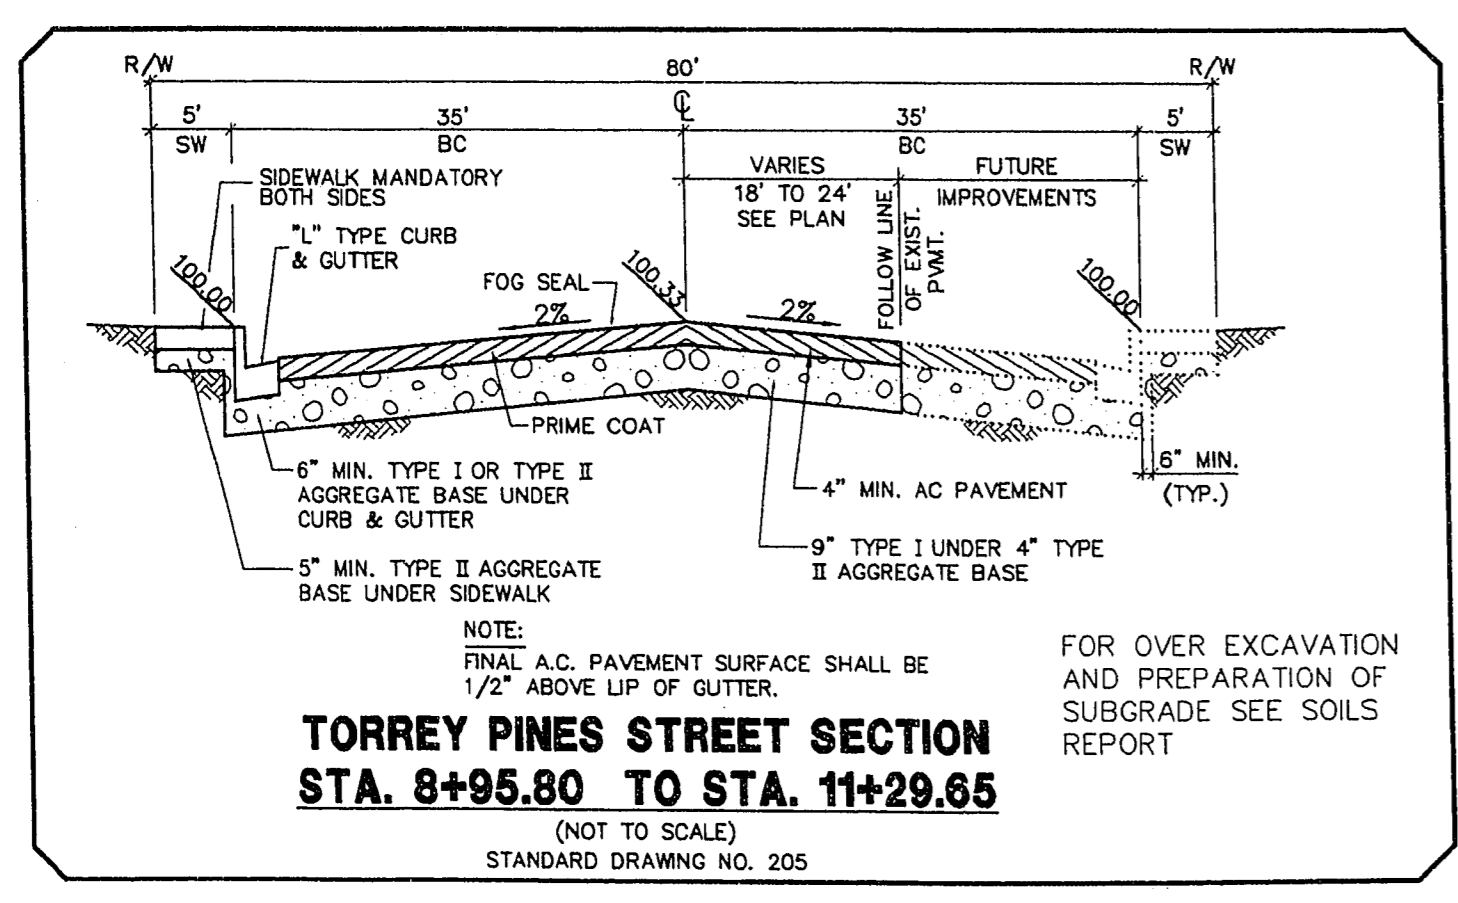 R/W
80'
R/W
5'
35'
℄
35'
5'
SW
BC
BC
SW
VARIES
FUTURE
SIDEWALK MANDATORY
BOTH SIDES
18' TO 24'
SEE PLAN
IMPROVEMENTS
FOLLOW LINE
OF EXIST.
PVMT.
"L" TYPE CURB
& GUTTER
100.00
FOG SEAL
100.33
100.00
2%
2%
PRIME COAT
6" MIN. TYPE I OR TYPE II
AGGREGATE BASE UNDER
CURB & GUTTER
4" MIN. AC PAVEMENT
6" MIN.
(TYP.)
5" MIN. TYPE II AGGREGATE
BASE UNDER SIDEWALK
9" TYPE I UNDER 4" TYPE
II AGGREGATE BASE
NOTE:
FINAL A.C. PAVEMENT SURFACE SHALL BE
1/2" ABOVE LIP OF GUTTER.
FOR OVER EXCAVATION
AND PREPARATION OF
SUBGRADE SEE SOILS
REPORT
TORREY PINES STREET SECTION
STA. 8+95.80 TO STA. 11+29.65
(NOT TO SCALE)
STANDARD DRAWING NO. 205